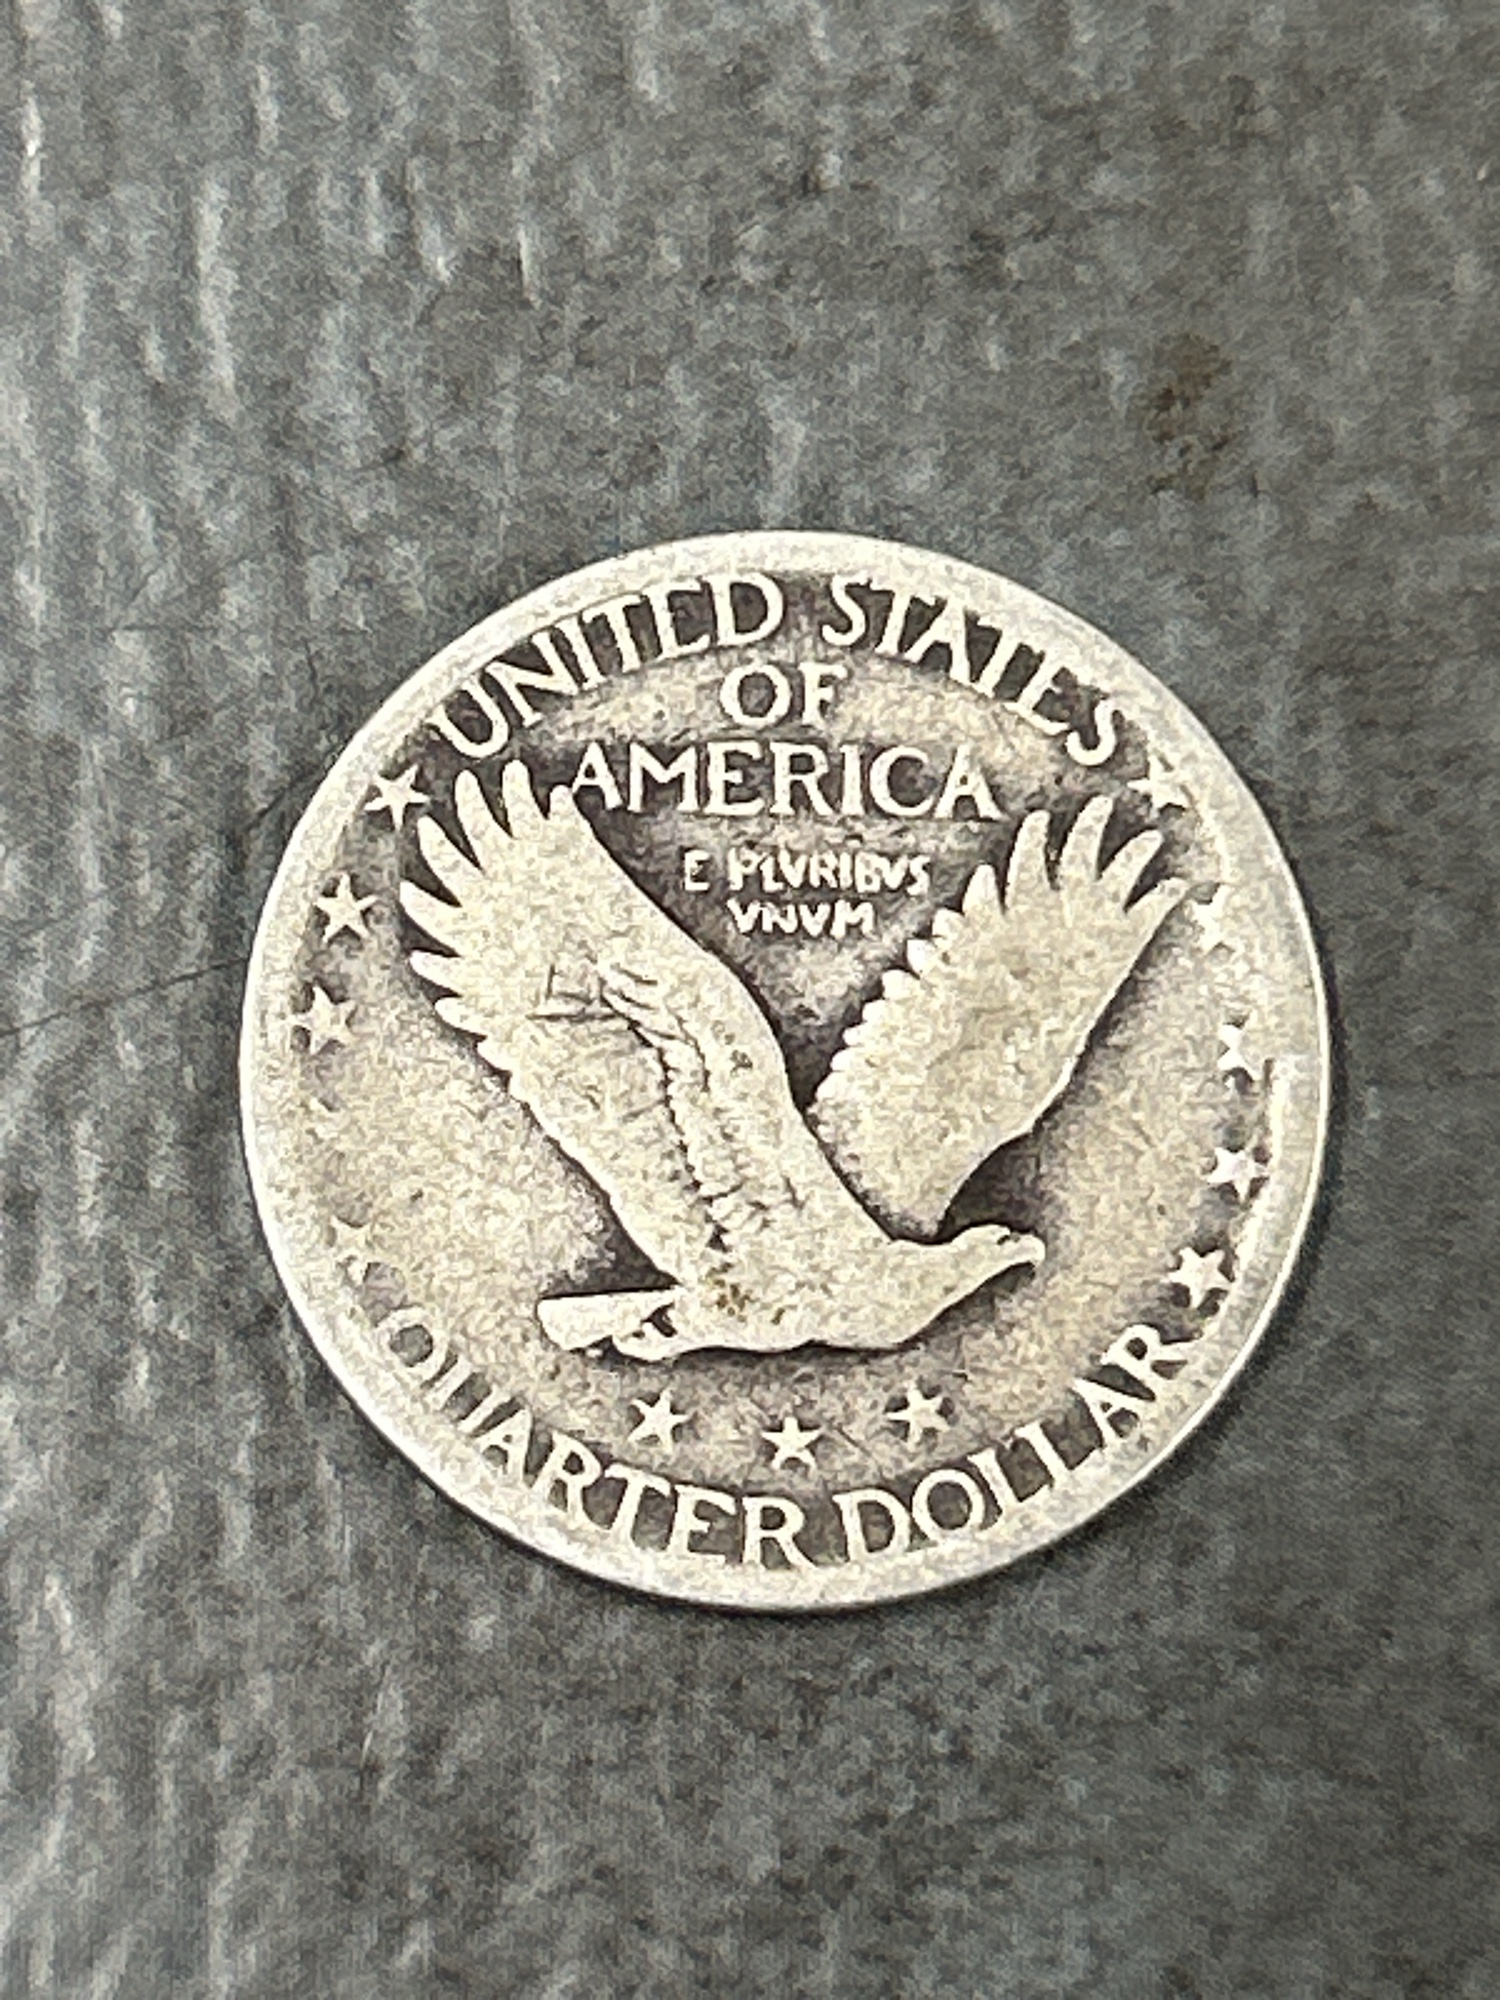 UNITED STATES
OF
AMERICA
E PLVRIBVS
VNVM
QUARTER DOLLAR